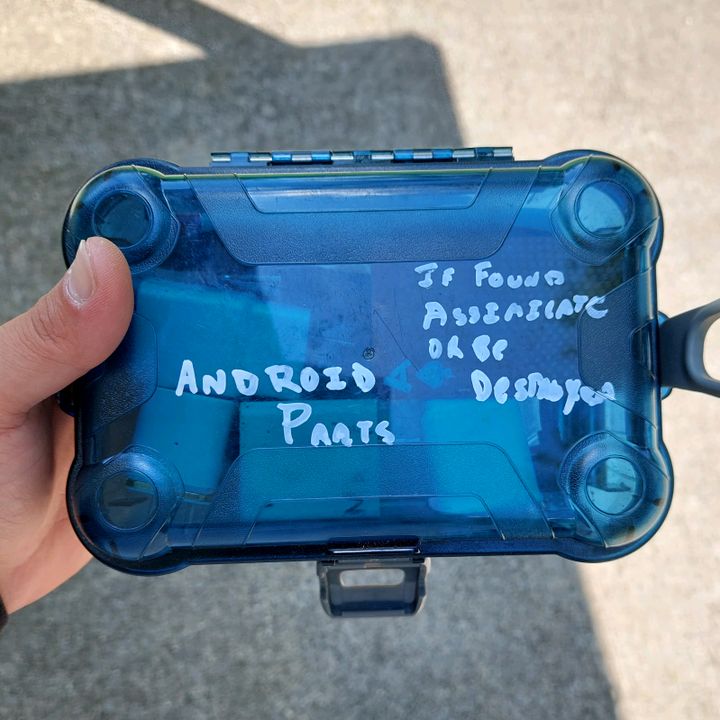 ANDROID
PARTS
IF FOUND
ASSIMILATE
OR BE
DESTROYED